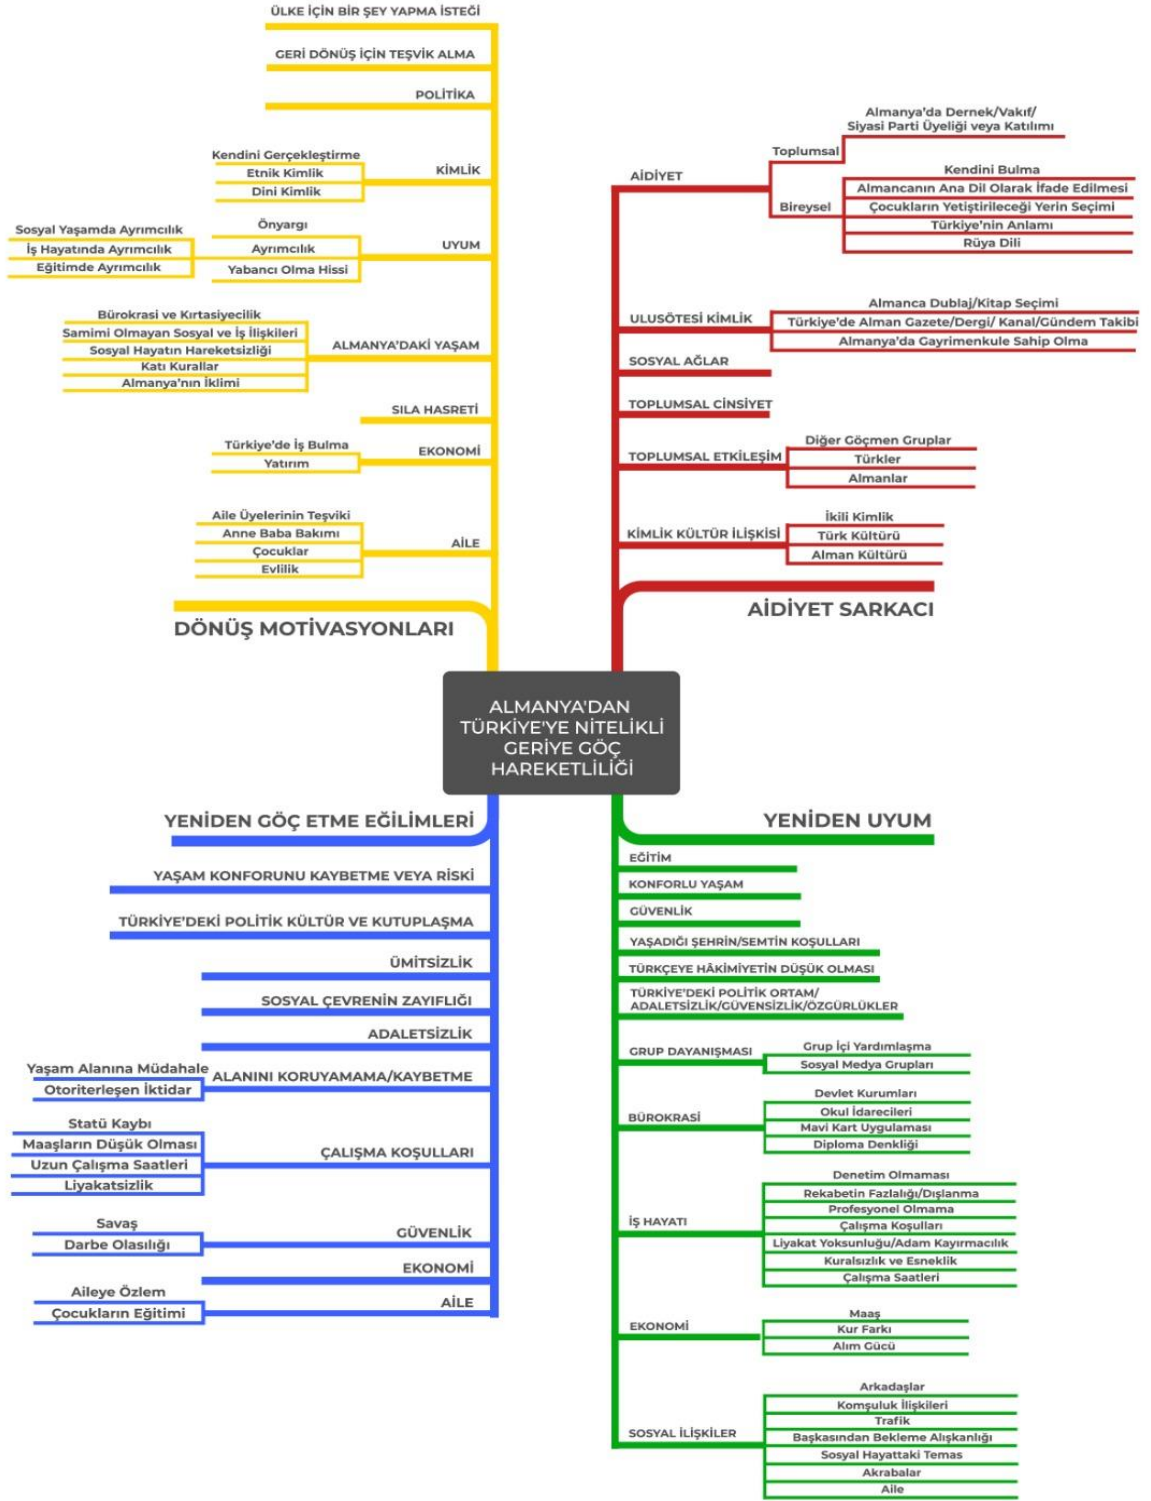 ÜLKE İÇİN BİR ŞEY YAPMA İSTEĞİ
GERİ DÖNÜŞ İÇİN TEŞVİK ALMA
POLİTİKA
KİMLİK
Kendini Gerçekleştirme
Etnik Kimlik
Dini Kimlik
UYUM
Önyargı
Ayrımcılık
Yabancı Olma Hissi
Sosyal Yaşamda Ayrımcılık
İş Hayatında Ayrımcılık
Eğitimde Ayrımcılık
ALMANYA'DAKİ YAŞAM
Bürokrasi ve Kırtasiyecilik
Samimi Olmayan Sosyal ve İş İlişkileri
Sosyal Hayatın Hareketsizliği
Katı Kurallar
Almanya'nın İklimi
SILA HASRETİ
EKONOMİ
Türkiye'de İş Bulma
Yatırım
AİLE
Aile Üyelerinin Teşviki
Anne Baba Bakımı
Çocuklar
Evlilik
DÖNÜŞ MOTİVASYONLARI
AİDİYET
Toplumsal
Almanya'da Dernek/Vakıf/
Siyasi Parti Üyeliği veya Katılımı
Bireysel
Kendini Bulma
Almancanın Ana Dil Olarak İfade Edilmesi
Çocukların Yetiştirileceği Yerin Seçimi
Türkiye'nin Anlamı
Rüya Dili
ULUSÖTESİ KİMLİK
Almanca Dublaj/Kitap Seçimi
Türkiye'de Alman Gazete/Dergi/ Kanal/Gündem Takibi
Almanya'da Gayrimenkule Sahip Olma
SOSYAL AĞLAR
TOPLUMSAL CİNSİYET
TOPLUMSAL ETKİLEŞİM
Diğer Göçmen Gruplar
Türkler
Almanlar
KİMLİK KÜLTÜR İLİŞKİSİ
İkili Kimlik
Türk Kültürü
Alman Kültürü
AİDİYET SARKACI
ALMANYA'DAN
TÜRKİYE'YE NİTELİKLİ
GERİYE GÖÇ
HAREKETLİLİĞİ
YENİDEN GÖÇ ETME EĞİLİMLERİ
YAŞAM KONFORUNU KAYBETME VEYA RİSKİ
TÜRKİYE'DEKİ POLİTİK KÜLTÜR VE KUTUPLAŞMA
ÜMİTSİZLİK
SOSYAL ÇEVRENİN ZAYIFLIĞI
ADALETSİZLİK
ALANINI KORUYAMAMA/KAYBETME
Yaşam Alanına Müdahale
Otoriterleşen İktidar
ÇALIŞMA KOŞULLARI
Statü Kaybı
Maaşların Düşük Olması
Uzun Çalışma Saatleri
Liyakatsizlik
GÜVENLİK
Savaş
Darbe Olasılığı
EKONOMİ
AİLE
Aileye Özlem
Çocukların Eğitimi
YENİDEN UYUM
EĞİTİM
KONFORLU YAŞAM
GÜVENLİK
YAŞADIĞI ŞEHRİN/SEMTİN KOŞULLARI
TÜRKÇEYE HÂKİMİYETİN DÜŞÜK OLMASI
TÜRKİYE'DEKİ POLİTİK ORTAM/
ADALETSİZLİK/GÜVENSİZLİK/ÖZGÜRLÜKLER
GRUP DAYANIŞMASI
Grup İçi Yardımlaşma
Sosyal Medya Grupları
BÜROKRASİ
Devlet Kurumları
Okul İdarecileri
Mavi Kart Uygulaması
Diploma Denkliği
İŞ HAYATI
Denetim Olmaması
Rekabetin Fazlalığı/Dışlanma
Profesyonel Olmama
Çalışma Koşulları
Liyakat Yoksunluğu/Adam Kayırmacılık
Kuralsızlık ve Esneklik
Çalışma Saatleri
EKONOMİ
Maaş
Kur Farkı
Alım Gücü
SOSYAL İLİŞKİLER
Arkadaşlar
Komşuluk İlişkileri
Trafik
Başkasından Bekleme Alışkanlığı
Sosyal Hayattaki Temas
Akrabalar
Aile